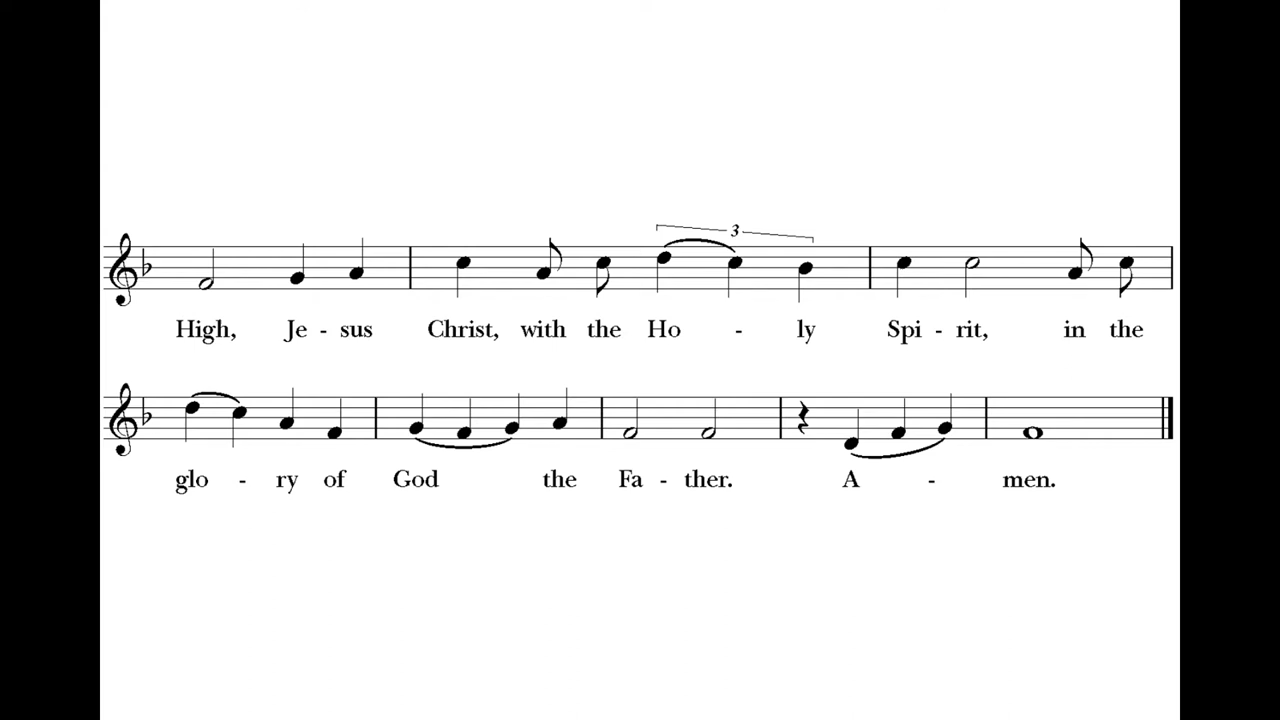 3
High, Je - sus Christ, with the Ho - ly Spi - rit, in the
glo - ry of God the Fa - ther. A - men.